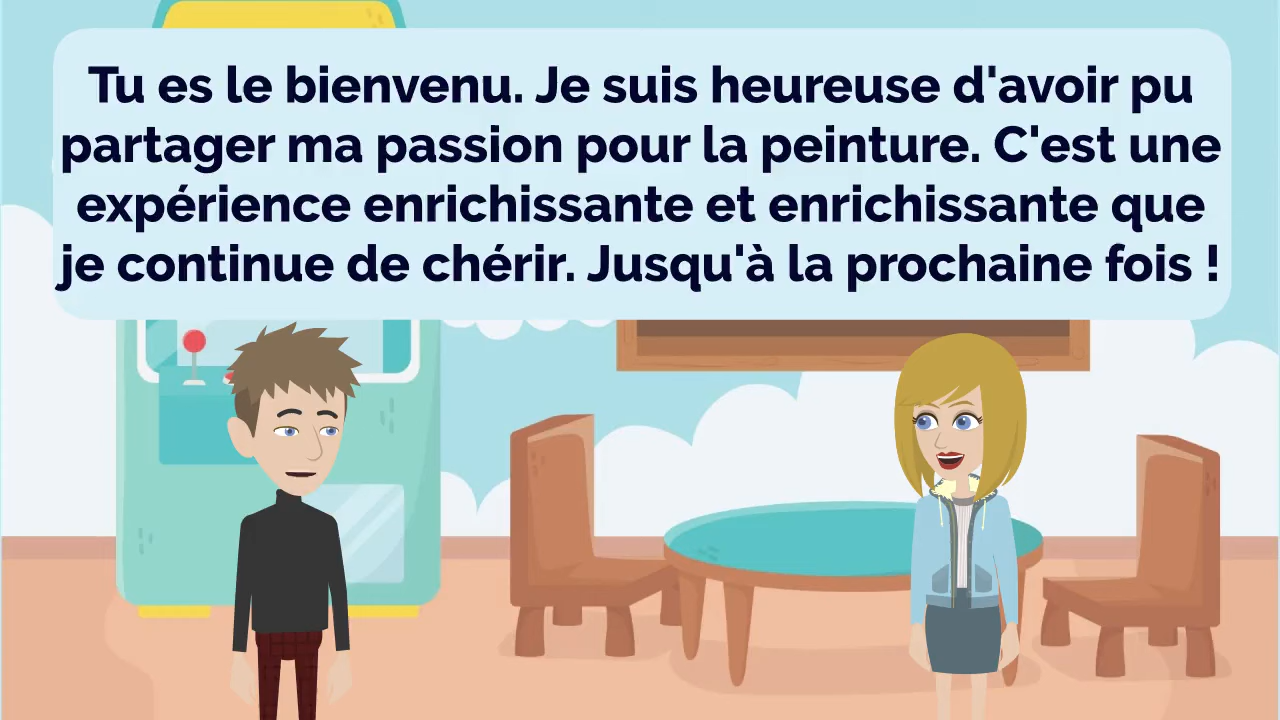 Tu es le bienvenu. Je suis heureuse d'avoir pu
partager ma passion pour la peinture. C'est une
expérience enrichissante et enrichissante que
je continue de chérir. Jusqu'à la prochaine fois !